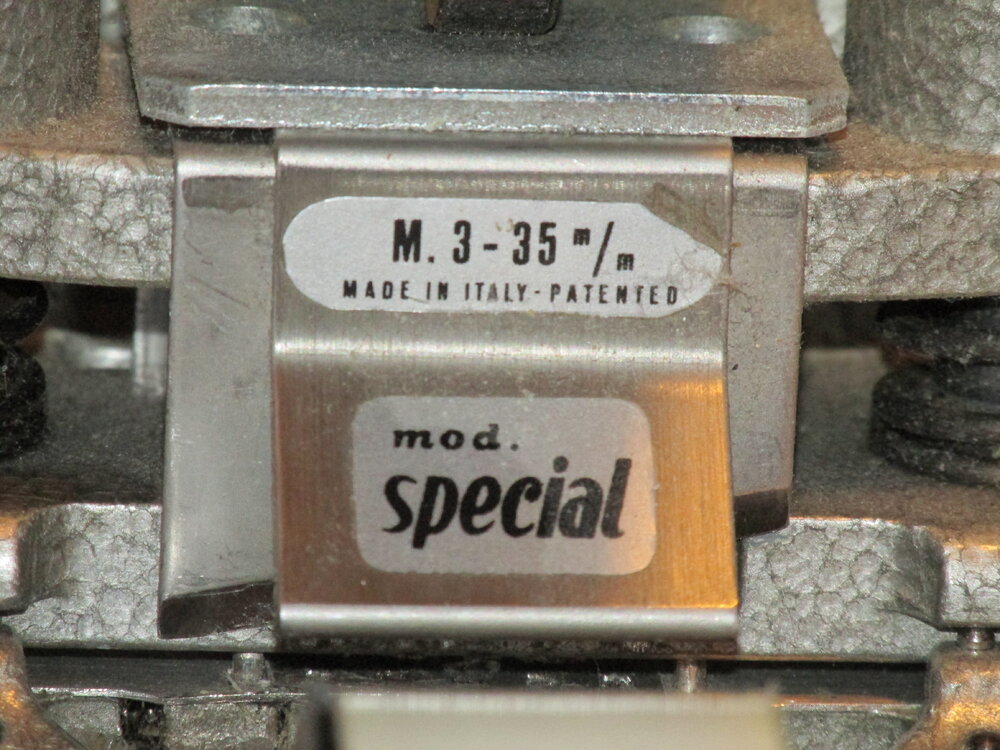 M. 3 - 35 m/m
MADE IN ITALY - PATENTED
mod.
special